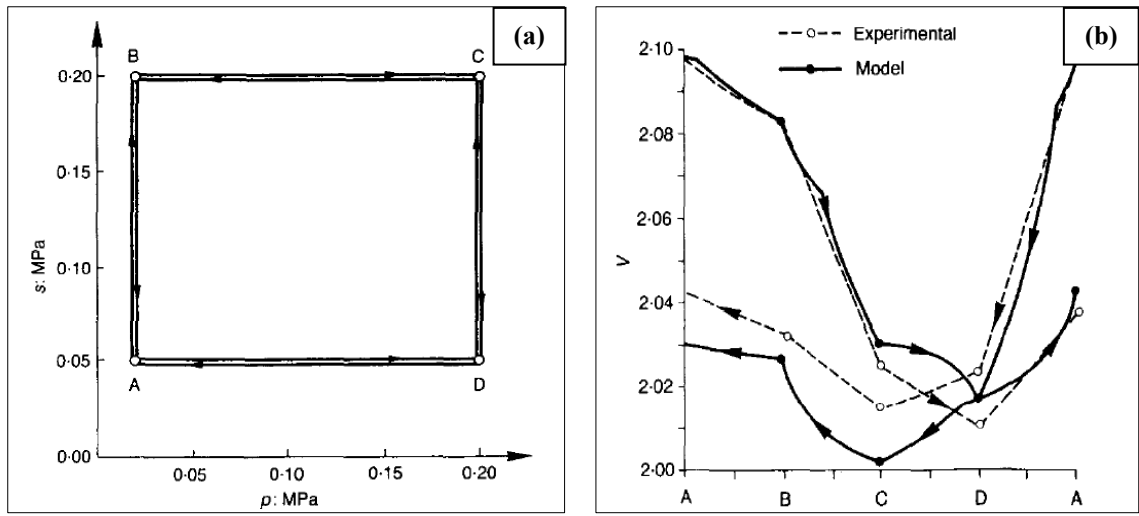 (a)
B
C
0·20
0·15
0·10
0·05
0·00
s: MPa
A
D
0·05
0·10
0·15
0·20
p: MPa
(b)
Experimental
Model
2·10
2·08
2·06
2·04
2·02
2·00
V
A
B
C
D
A